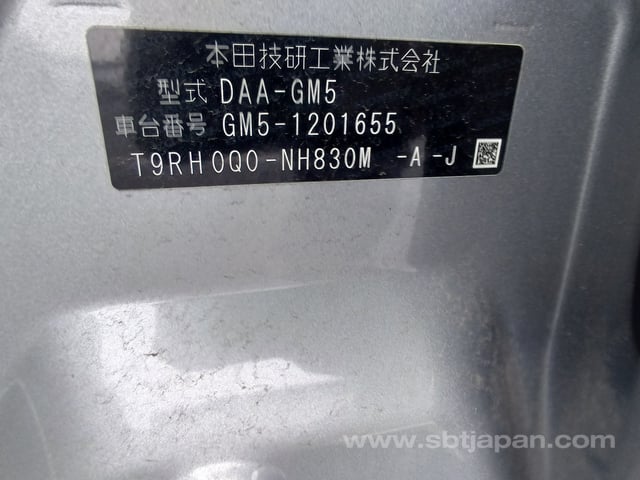 本田技研工業株式会社
型式 DAA-GM5
車台番号 GM5-1201655
T9RH0Q0-NH830M -A-J
www.sbtjapan.com